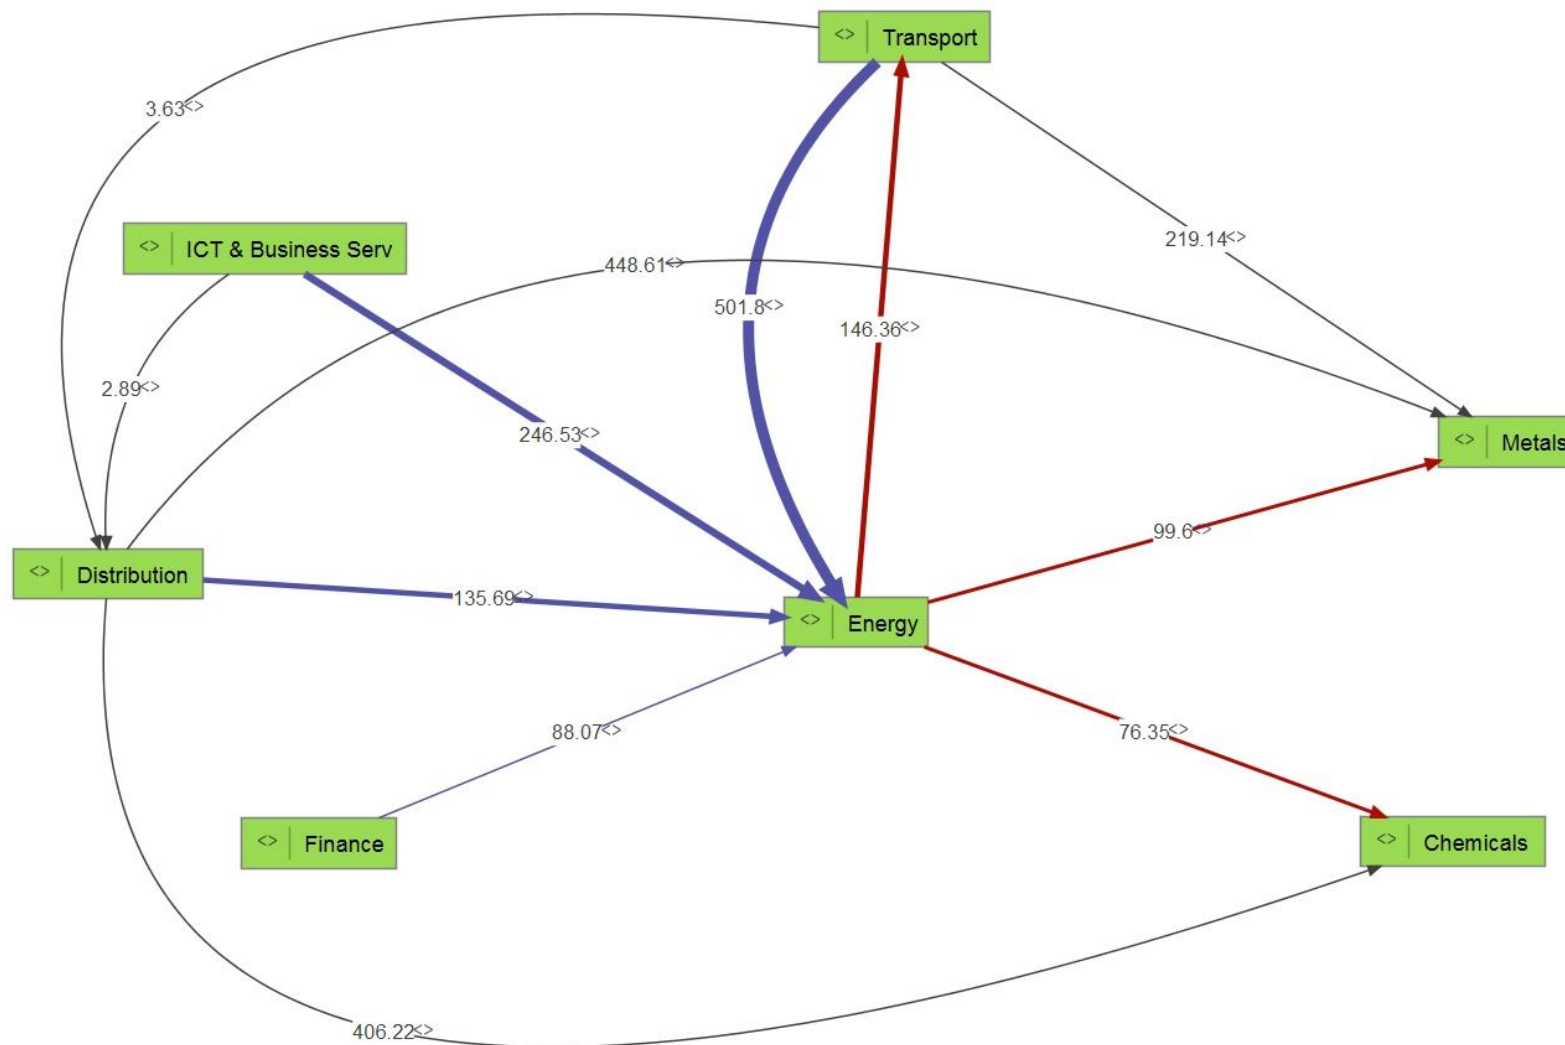 <> Transport
3.63<>
<> ICT & Business Serv
219.14<>
448.61<>
501.8<>
146.36<>
2.89<>
246.53<>
<> Metals
99.6<>
<> Distribution
135.69<>
<> Energy
88.07<>
76.35<>
<> Finance
<> Chemicals
406.22<>